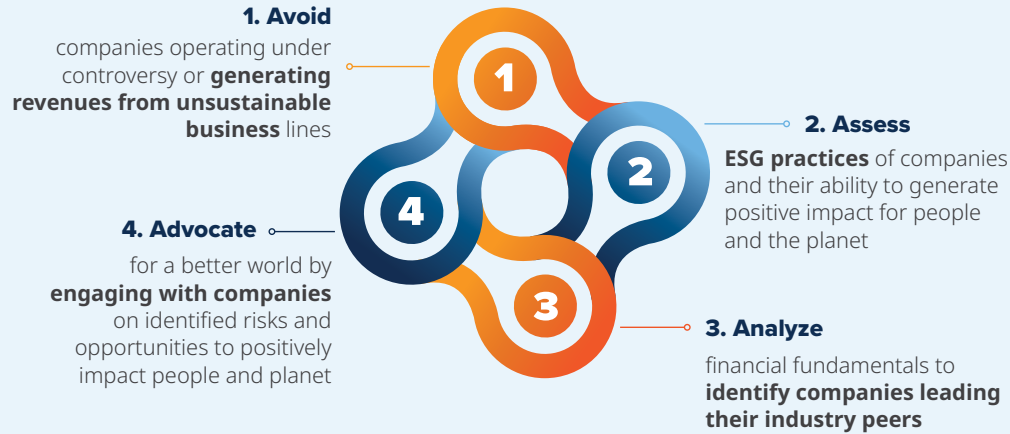 1. Avoid
companies operating under
controversy or generating
revenues from unsustainable
business lines
1
2. Assess
ESG practices of companies
and their ability to generate
positive impact for people
and the planet
2
3. Analyze
financial fundamentals to
identify companies leading
their industry peers
3
4. Advocate
for a better world by
engaging with companies
on identified risks and
opportunities to positively
impact people and planet
4